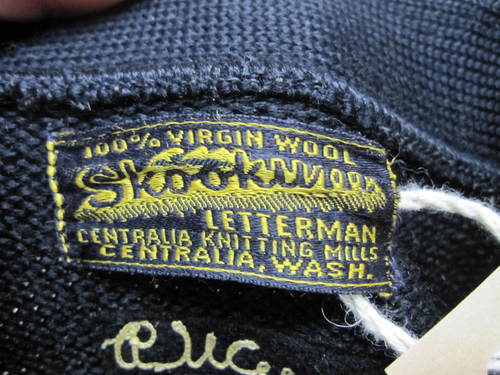 100% VIRGIN WOOL
Skookum
LETTERMAN
CENTRALIA KNITTING MILLS
CENTRALIA, WASH.